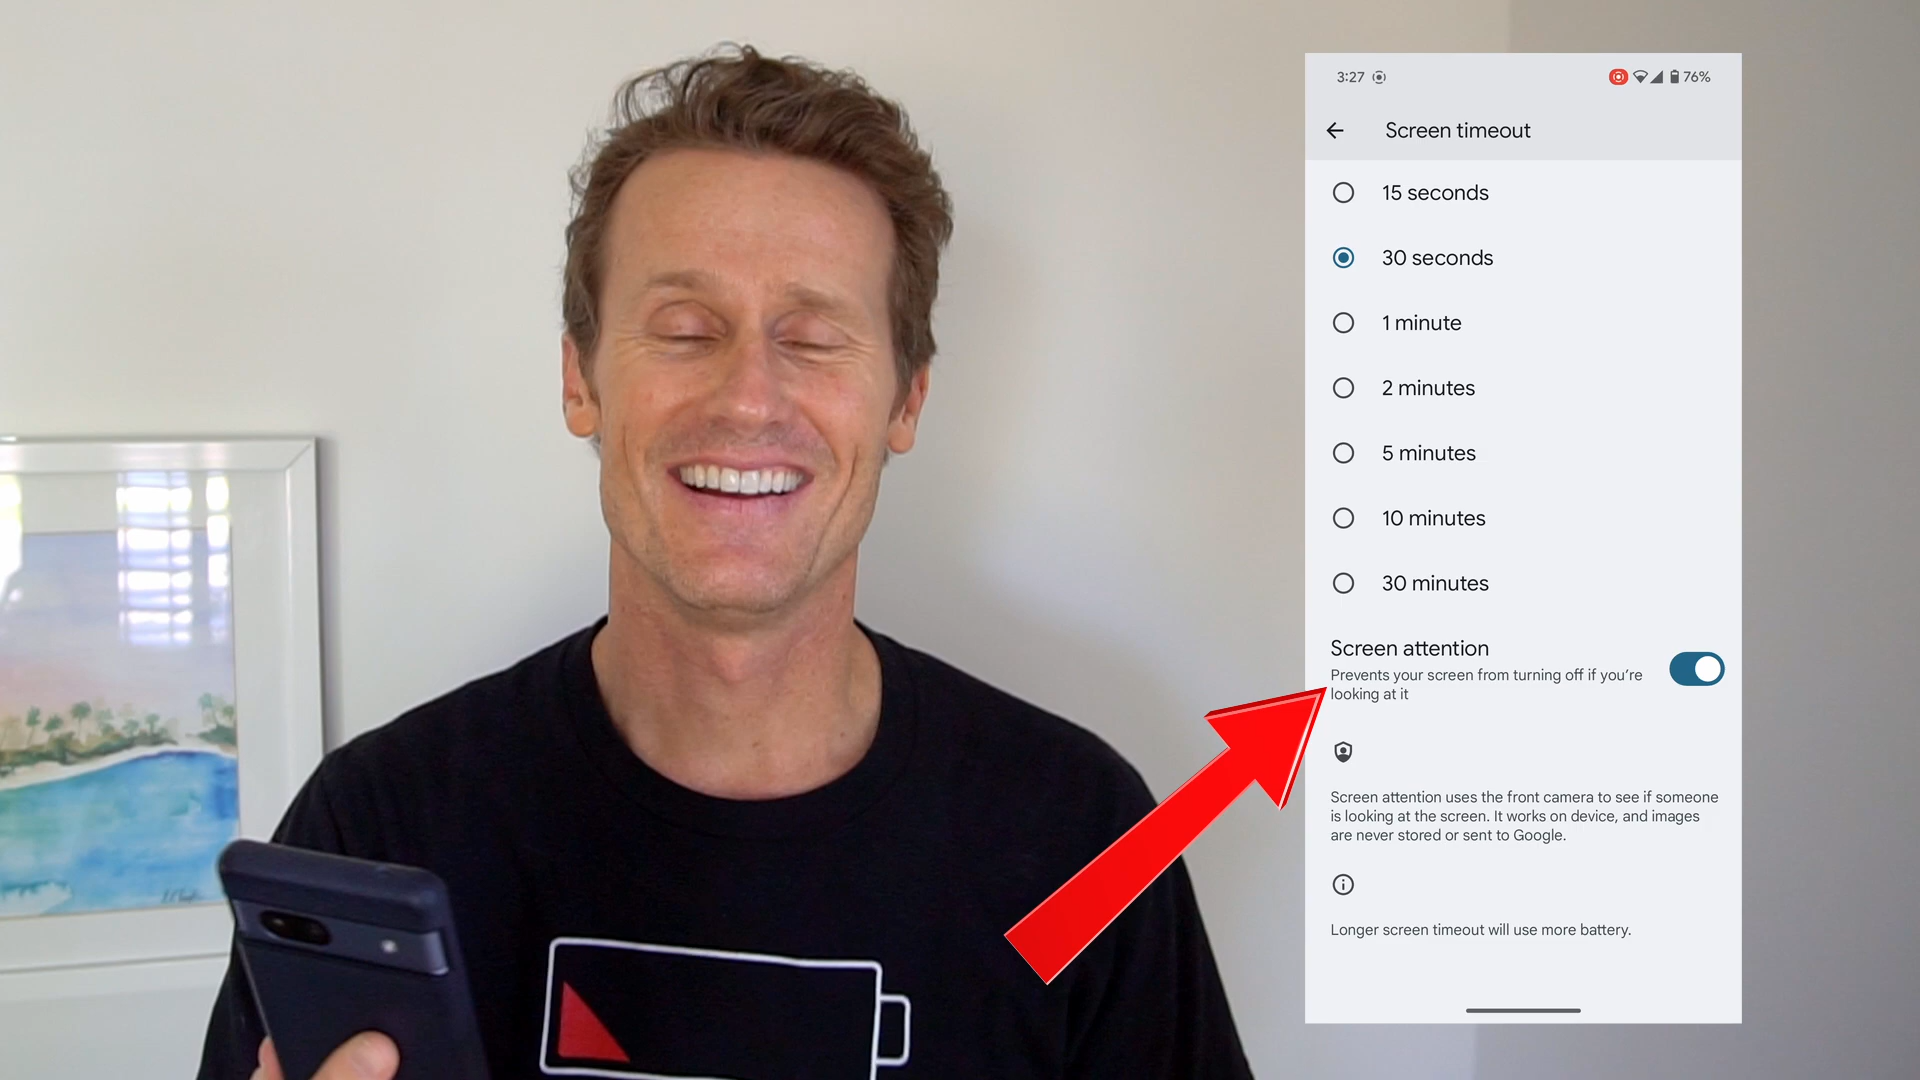 3:27
76%
Screen timeout
15 seconds
30 seconds
1 minute
2 minutes
5 minutes
10 minutes
30 minutes
Screen attention
Prevents your screen from turning off if you’re
looking at it
Screen attention uses the front camera to see if someone
is looking at the screen. It works on device, and images
are never stored or sent to Google.
Longer screen timeout will use more battery.